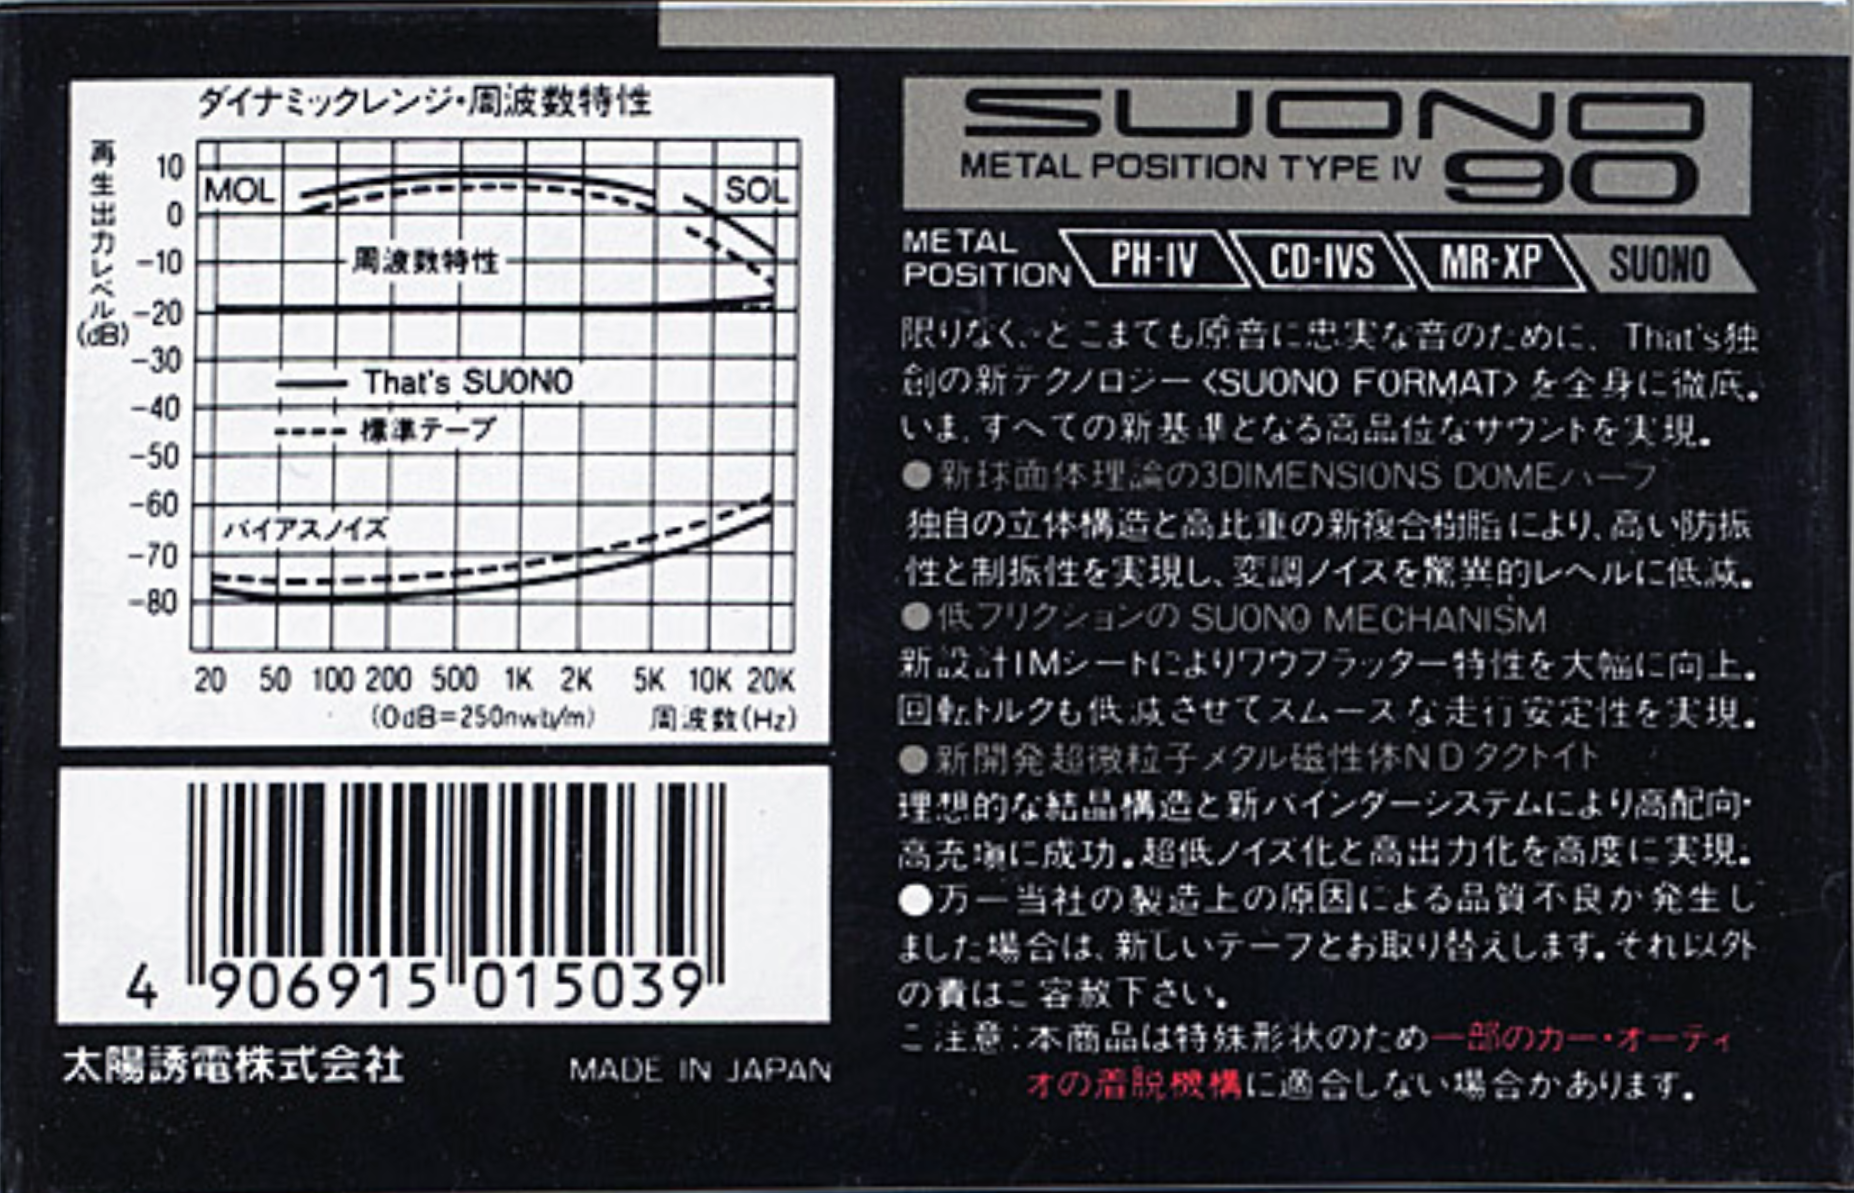 ダイナミックレンジ・周波数特性
再生出力レベル(dB)
10
0
-10
-20
-30
-40
-50
-60
-70
-80
MOL
SOL
周波数特性
That's SUONO
標準テープ
バイアスノイズ
20 50 100 200 500 1K 2K 5K 10K 20K
(0dB=250nwb/m) 周波数(Hz)
4 906915 015039
太陽誘電株式会社 MADE IN JAPAN
SUONO
METAL POSITION TYPE IV 90
METAL POSITION PH-IV CD-IVS MR-XP SUONO
限りなく、どこまでも原音に忠実な音のために、That's独
創の新テクノロジー〈SUONO FORMAT〉を全身に徹底。
いま、すべての新基準となる高品位なサウンドを実現。
●新球面体理論の3DIMENSIONS DOMEハーフ
独自の立体構造と高比重の新複合樹脂により、高い防振
性と制振性を実現し、変調ノイズを驚異的レベルに低減。
●低フリクションの SUONO MECHANISM
新設計IMシートによりワウフラッター特性を大幅に向上。
回転トルクも低減させてスムースな走行安定性を実現。
●新開発超微粒子メタル磁性体NDタクトイト
理想的な結晶構造と新バインダーシステムにより高配向・
高充塡に成功。超低ノイズ化と高出力化を高度に実現。
●万一当社の製造上の原因による品質不良が発生し
ました場合は、新しいテープとお取り替えします。それ以外
の責はご容赦下さい。
ご注意：本商品は特殊形状のため一部のカー・オーディ
オの着脱機構に適合しない場合があります。